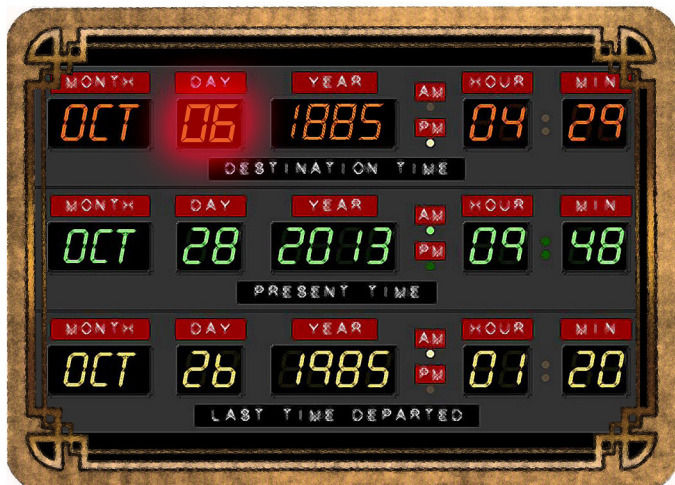 MONTH DAY YEAR AM HOUR MIN
OCT 06 1885 PM 04 : 29
DESTINATION TIME
MONTH DAY YEAR AM HOUR MIN
OCT 28 2013 PM 09 : 48
PRESENT TIME
MONTH DAY YEAR AM HOUR MIN
OCT 26 1985 PM 01 : 20
LAST TIME DEPARTED